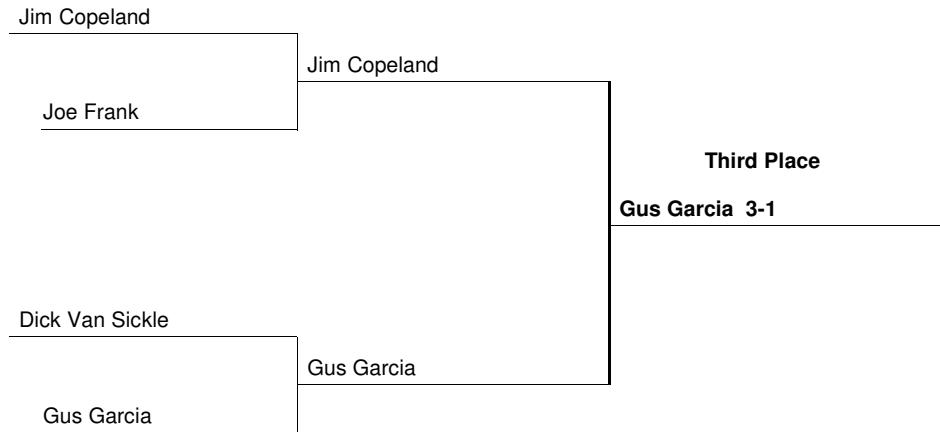 Jim Copeland
Jim Copeland
Joe Frank
Third Place
Gus Garcia 3-1
Dick Van Sickle
Gus Garcia
Gus Garcia